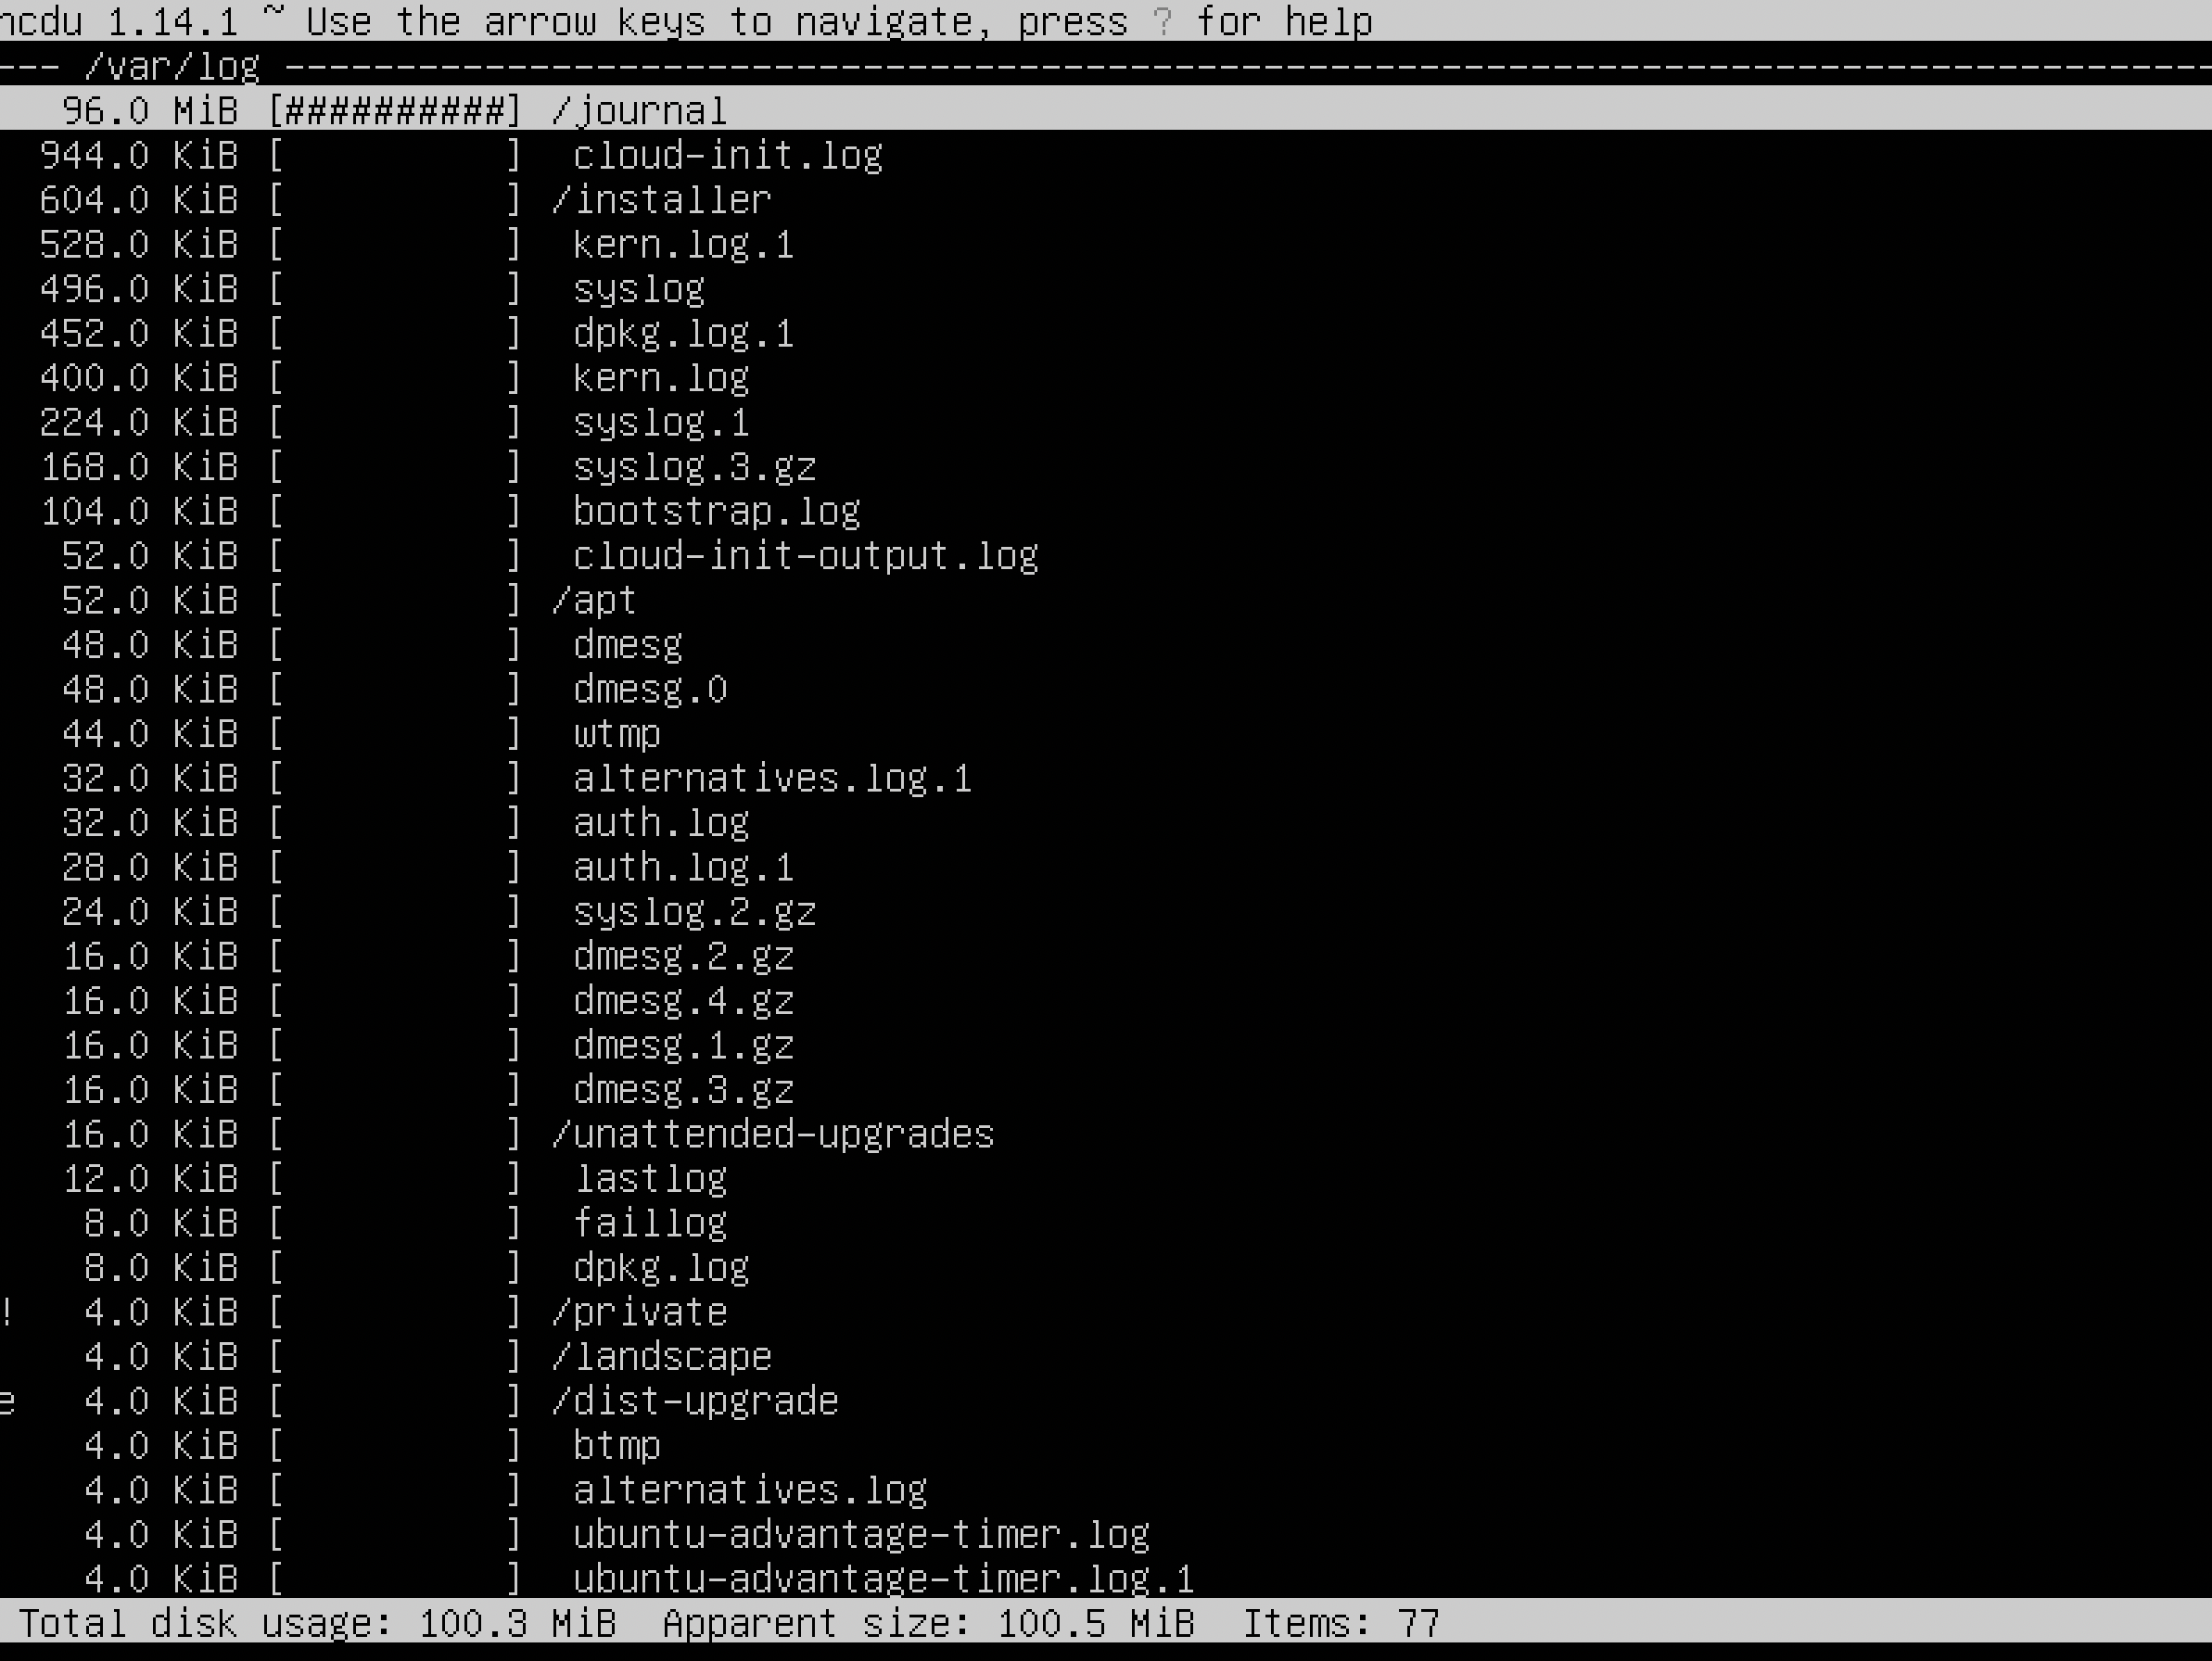 ncdu 1.14.1 ~ Use the arrow keys to navigate, press ? for help
--- /var/log ---------------------------------------------------------------------------------------
96.0 MiB [##########] /journal
944.0 KiB [          ]  cloud-init.log
604.0 KiB [          ] /installer
528.0 KiB [          ]  kern.log.1
496.0 KiB [          ]  syslog
452.0 KiB [          ]  dpkg.log.1
400.0 KiB [          ]  kern.log
224.0 KiB [          ]  syslog.1
168.0 KiB [          ]  syslog.3.gz
104.0 KiB [          ]  bootstrap.log
52.0 KiB [          ]  cloud-init-output.log
52.0 KiB [          ] /apt
48.0 KiB [          ]  dmesg
48.0 KiB [          ]  dmesg.0
44.0 KiB [          ]  wtmp
32.0 KiB [          ]  alternatives.log.1
32.0 KiB [          ]  auth.log
28.0 KiB [          ]  auth.log.1
24.0 KiB [          ]  syslog.2.gz
16.0 KiB [          ]  dmesg.2.gz
16.0 KiB [          ]  dmesg.4.gz
16.0 KiB [          ]  dmesg.1.gz
16.0 KiB [          ]  dmesg.3.gz
16.0 KiB [          ] /unattended-upgrades
12.0 KiB [          ]  lastlog
8.0 KiB [          ]  faillog
8.0 KiB [          ]  dpkg.log
! 4.0 KiB [          ] /private
4.0 KiB [          ] /landscape
e 4.0 KiB [          ] /dist-upgrade
4.0 KiB [          ]  btmp
4.0 KiB [          ]  alternatives.log
4.0 KiB [          ]  ubuntu-advantage-timer.log
4.0 KiB [          ]  ubuntu-advantage-timer.log.1
Total disk usage: 100.3 MiB  Apparent size: 100.5 MiB  Items: 77